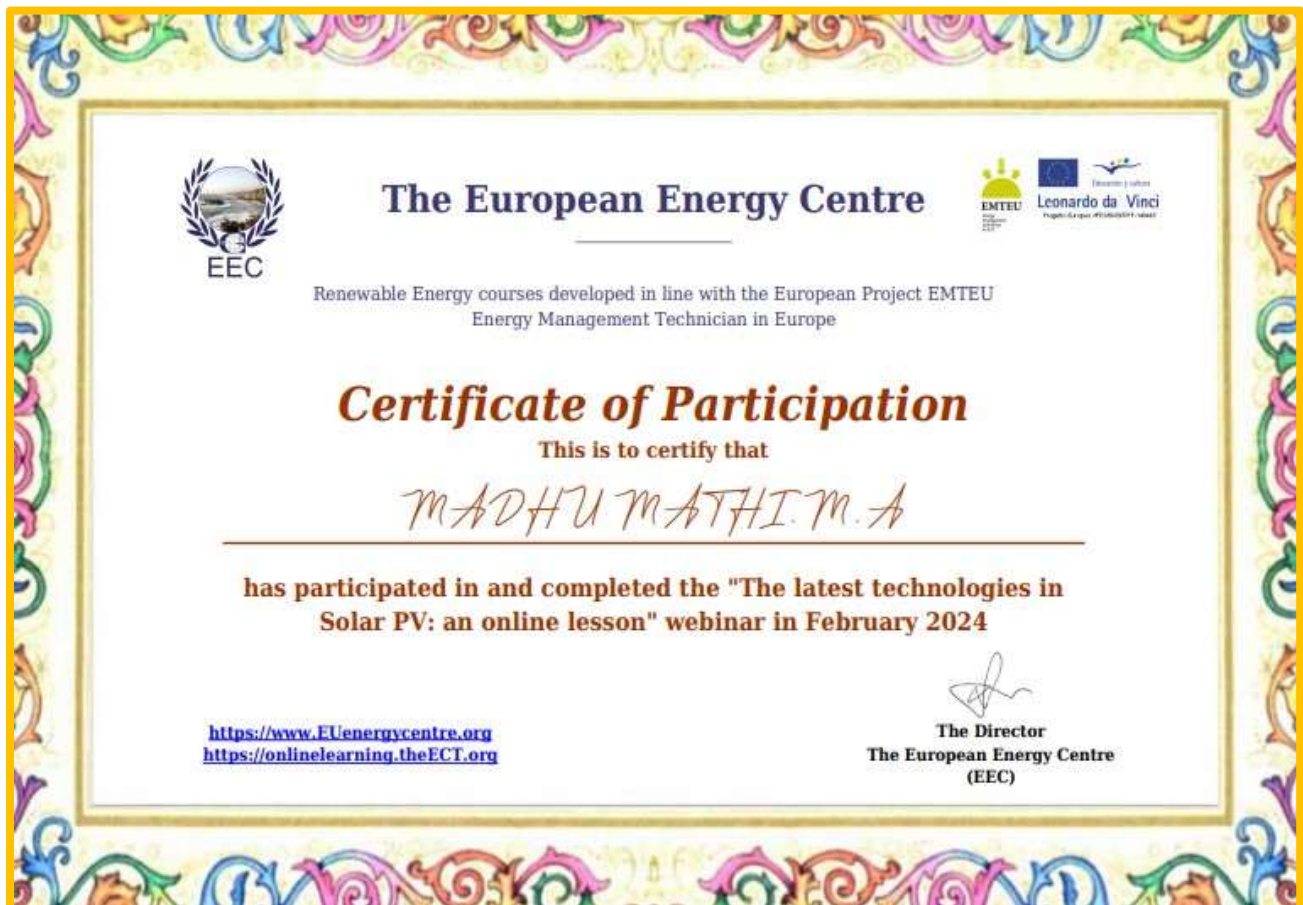 The European Energy Centre
EEC
EMTEU
Leonardo da Vinci
Renewable Energy courses developed in line with the European Project EMTEU
Energy Management Technician in Europe
Certificate of Participation
This is to certify that
MADHU MATHI.M.A
has participated in and completed the "The latest technologies in
Solar PV: an online lesson" webinar in February 2024
https://www.EUenergycentre.org
https://onlinelearning.theECT.org
The Director
The European Energy Centre
(EEC)